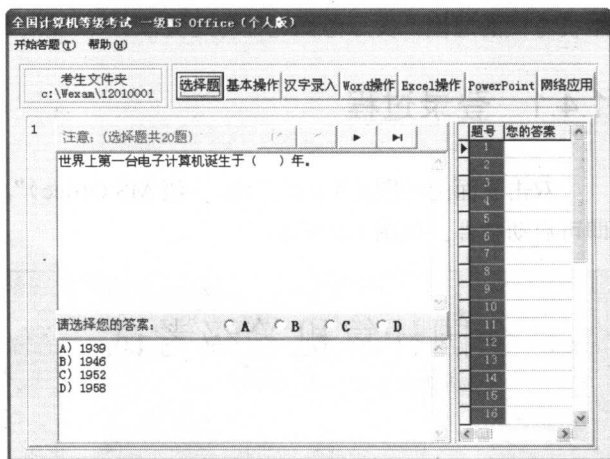 全国计算机等级考试 一级MS Office（个人版）
开始答题(T) 帮助(H)
考生文件夹
c:\Wexam\12010001
选择题 基本操作 汉字录入 Word操作 Excel操作 PowerPoint 网络应用
1
注意：(选择题共20题)
世界上第一台电子计算机诞生于（ ）年。
请选择您的答案： A B C D
A) 1939
B) 1946
C) 1952
D) 1958
题号 您的答案
1
2
3
4
5
6
7
8
9
10
11
12
13
14
15
16